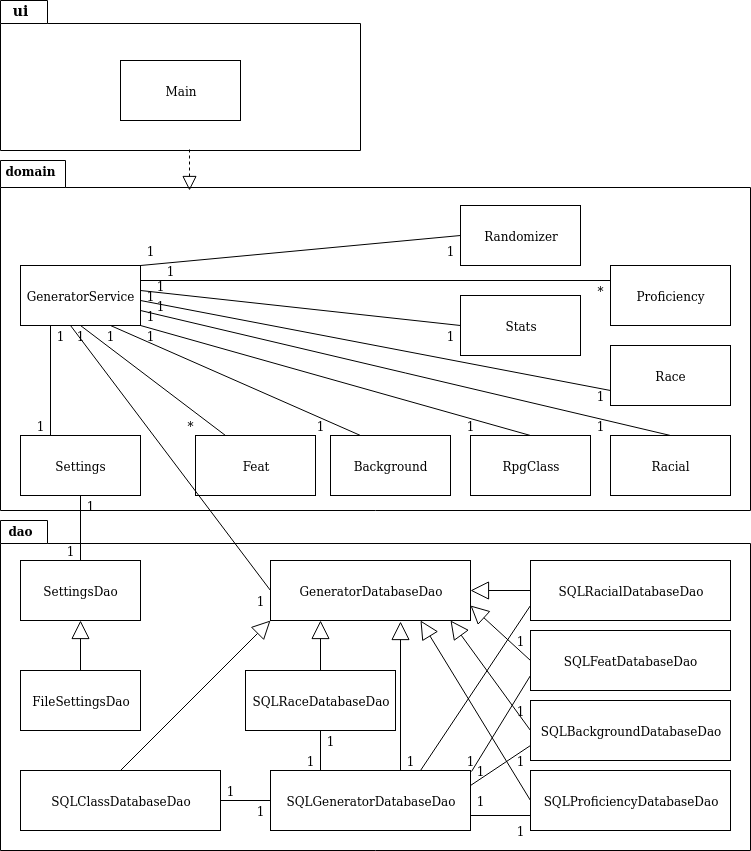 ui
Main
domain
Randomizer
1
1
1
GeneratorService
1
1
1
1
*
Proficiency
Stats
1
1
1
1
1
1
Race
1
1
*
1
1
1
Settings
Feat
Background
RpgClass
Racial
1
dao
1
SettingsDao
1
GeneratorDatabaseDao
SQLRacialDatabaseDao
1
SQLFeatDatabaseDao
FileSettingsDao
SQLRaceDatabaseDao
1
SQLBackgroundDatabaseDao
1
1
1
1
1
1
SQLClassDatabaseDao
1
1
SQLGeneratorDatabaseDao
1
1
SQLProficiencyDatabaseDao